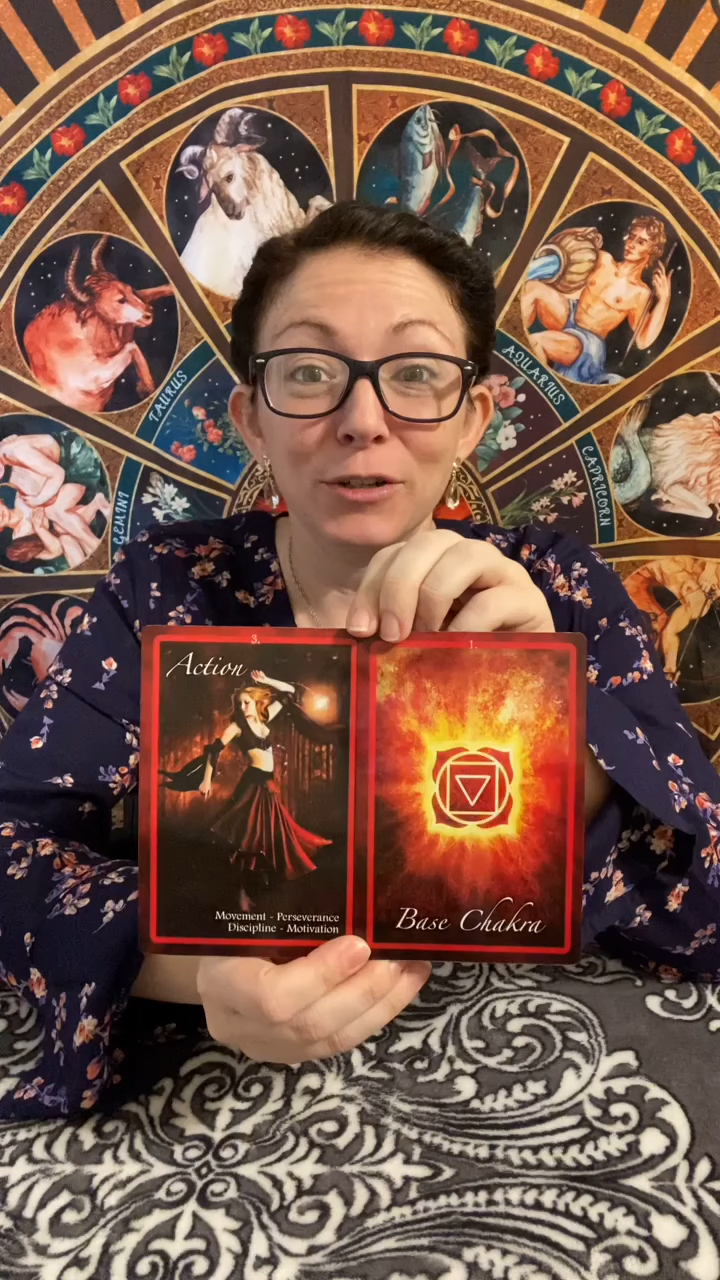 TAURUS
AQUARIUS
GEMINI
CAPRICORN
3.
Action
Movement - Perseverance
Discipline - Motivation
1.
Base Chakra